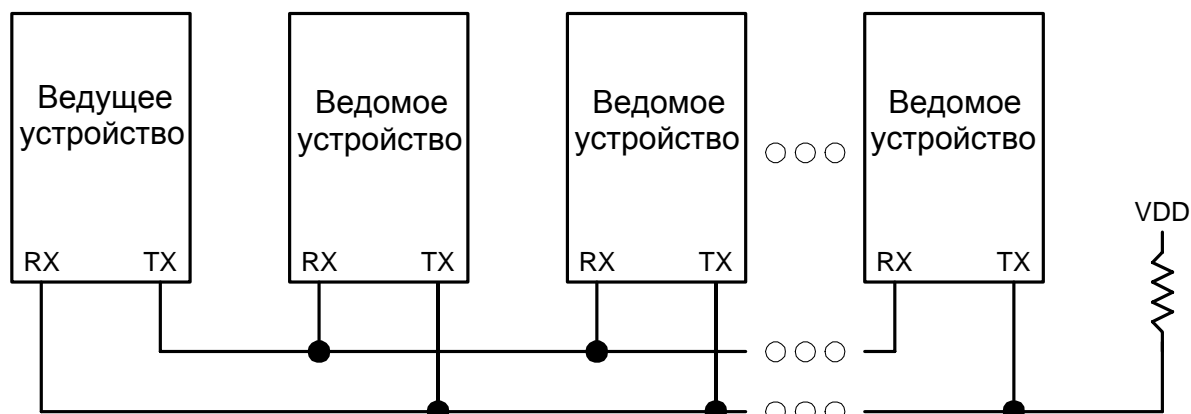 Ведущее
устройство
Ведомое
устройство
Ведомое
устройство
Ведомое
устройство
VDD
RX TX
RX TX
RX TX
RX TX